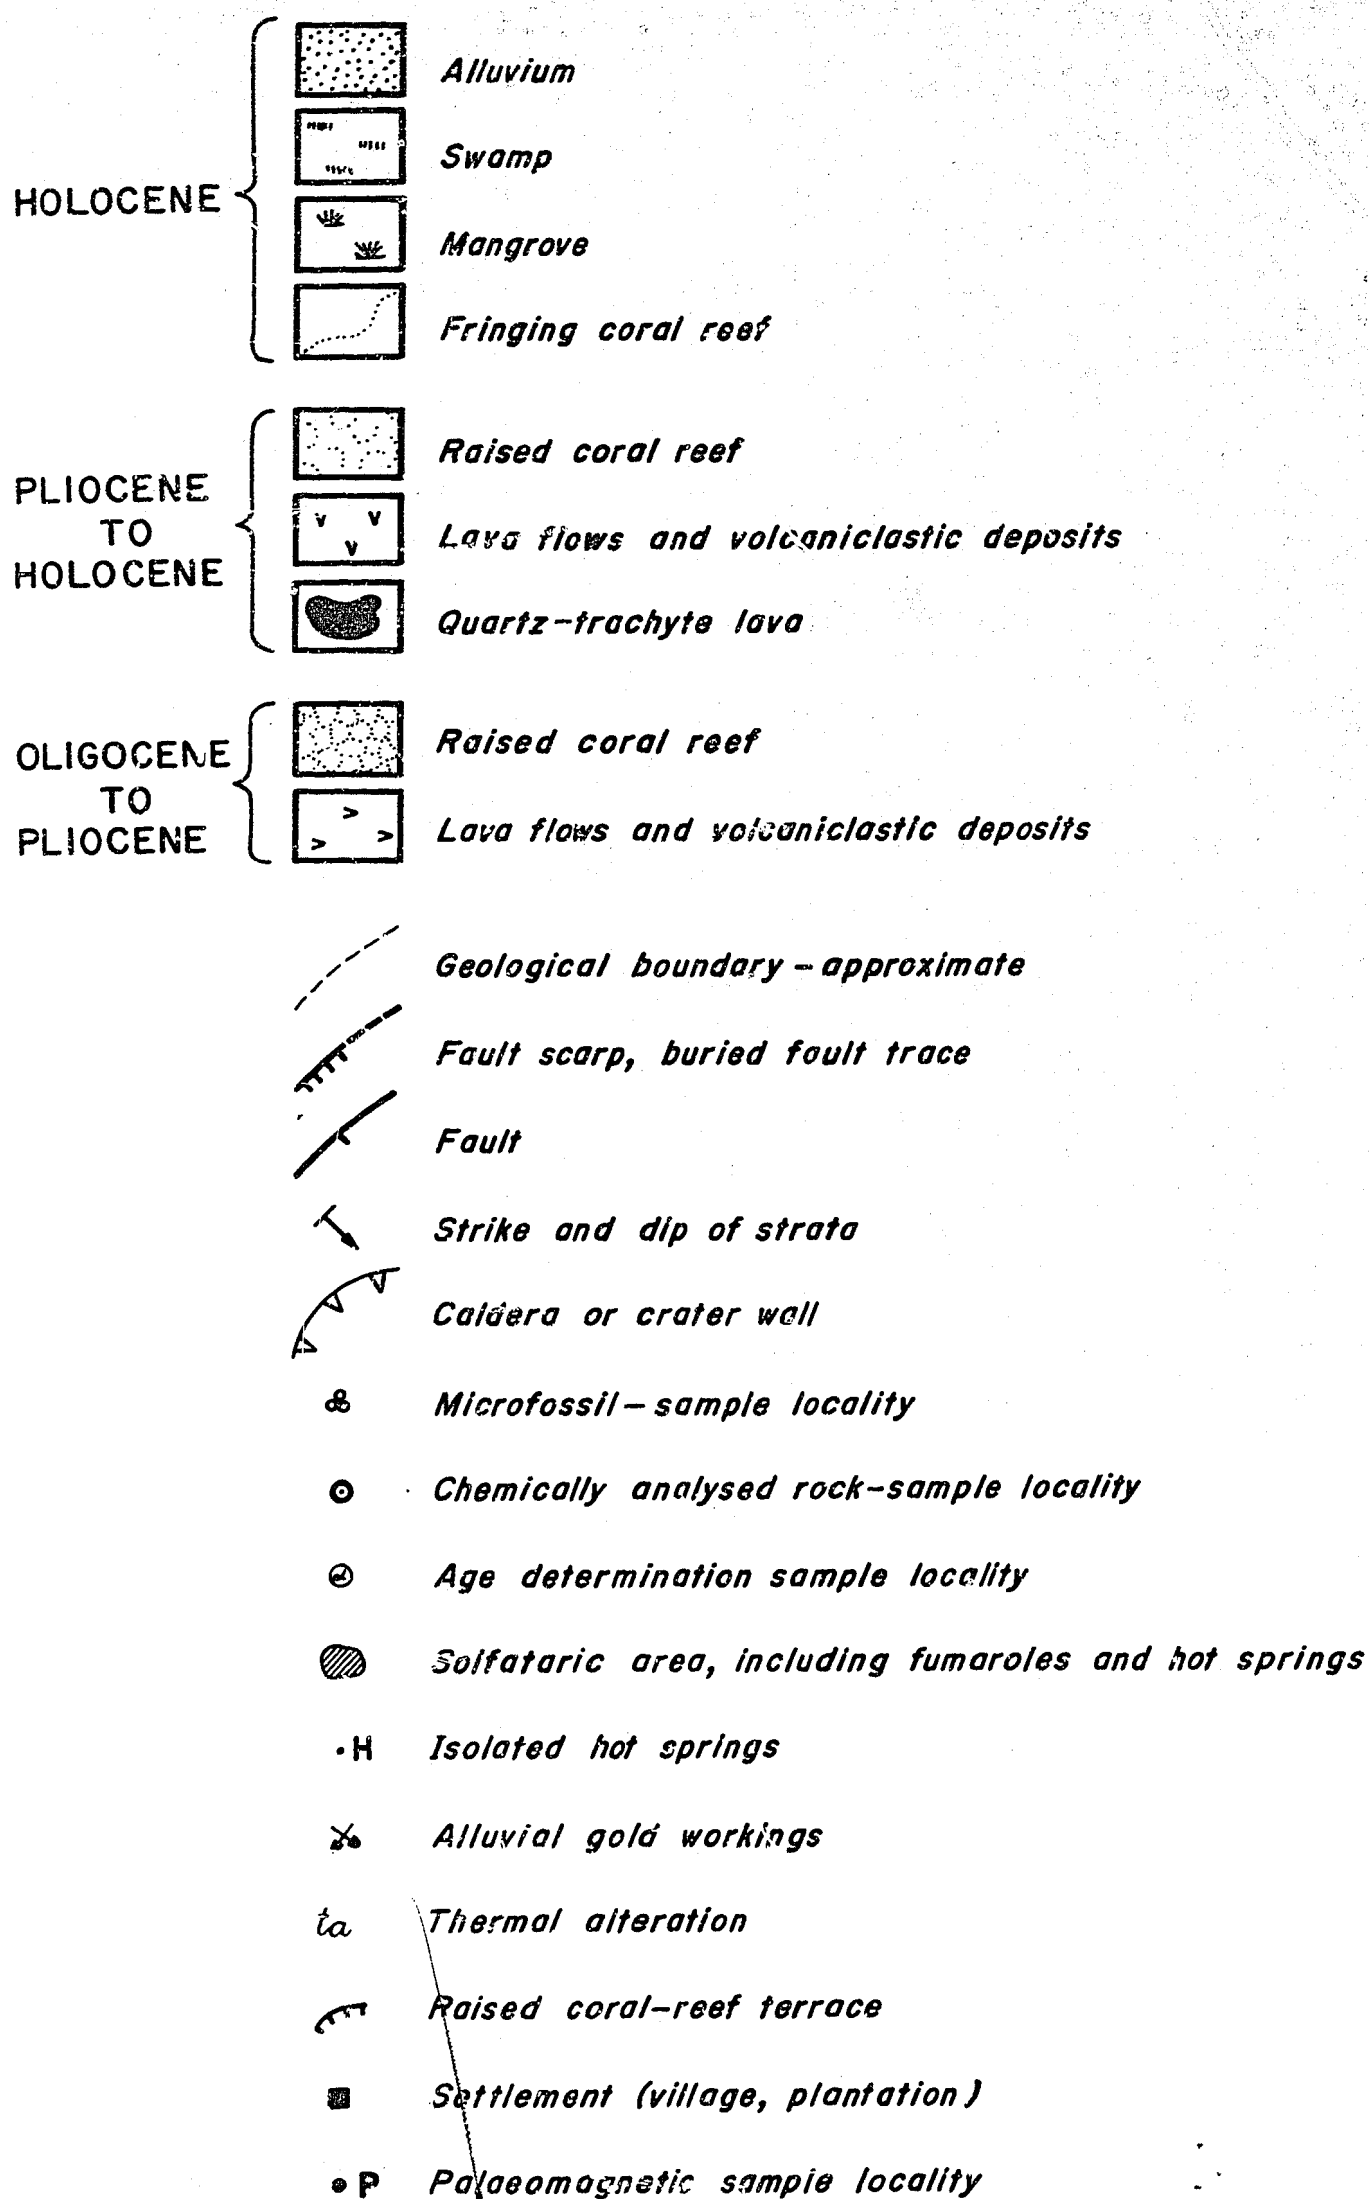 HOLOCENE
Alluvium
Swamp
Mangrove
Fringing coral reef
PLIOCENE
TO
HOLOCENE
Raised coral reef
Lava flows and volcaniclastic deposits
Quartz-trachyte lava
OLIGOCENE
TO
PLIOCENE
Raised coral reef
Lava flows and volcaniclastic deposits
Geological boundary - approximate
Fault scarp, buried fault trace
Fault
Strike and dip of strata
Caldera or crater wall
Microfossil - sample locality
Chemically analysed rock-sample locality
Age determination sample locality
Solfataric area, including fumaroles and hot springs
H Isolated hot springs
Alluvial gold workings
ta Thermal alteration
Raised coral-reef terrace
Settlement (village, plantation)
P Palaeomagnetic sample locality